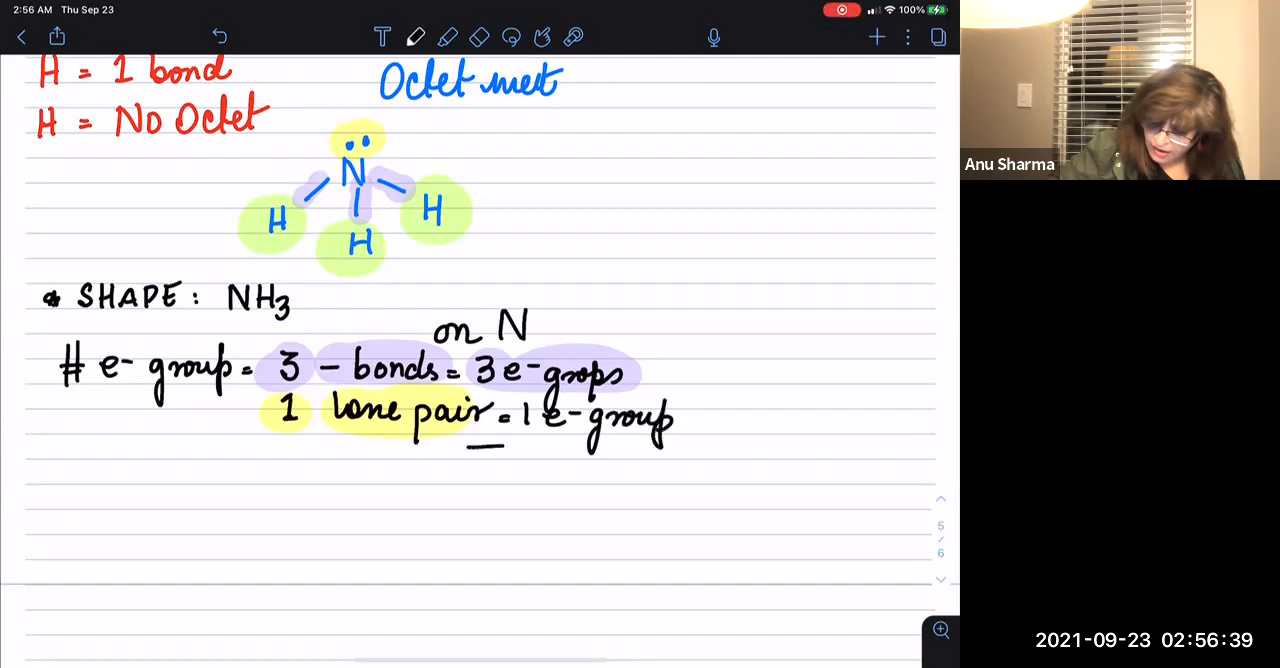 2:56 AM Thu Sep 23
100%
H = 1 bond
Octet met
H = No Octet
N
H
H
H
Anu Sharma
SHAPE: NH3
on N
# e- group = 3 - bonds = 3 e- grops
1 lone pair = 1 e- group
5
/
6
2021-09-23 02:56:39